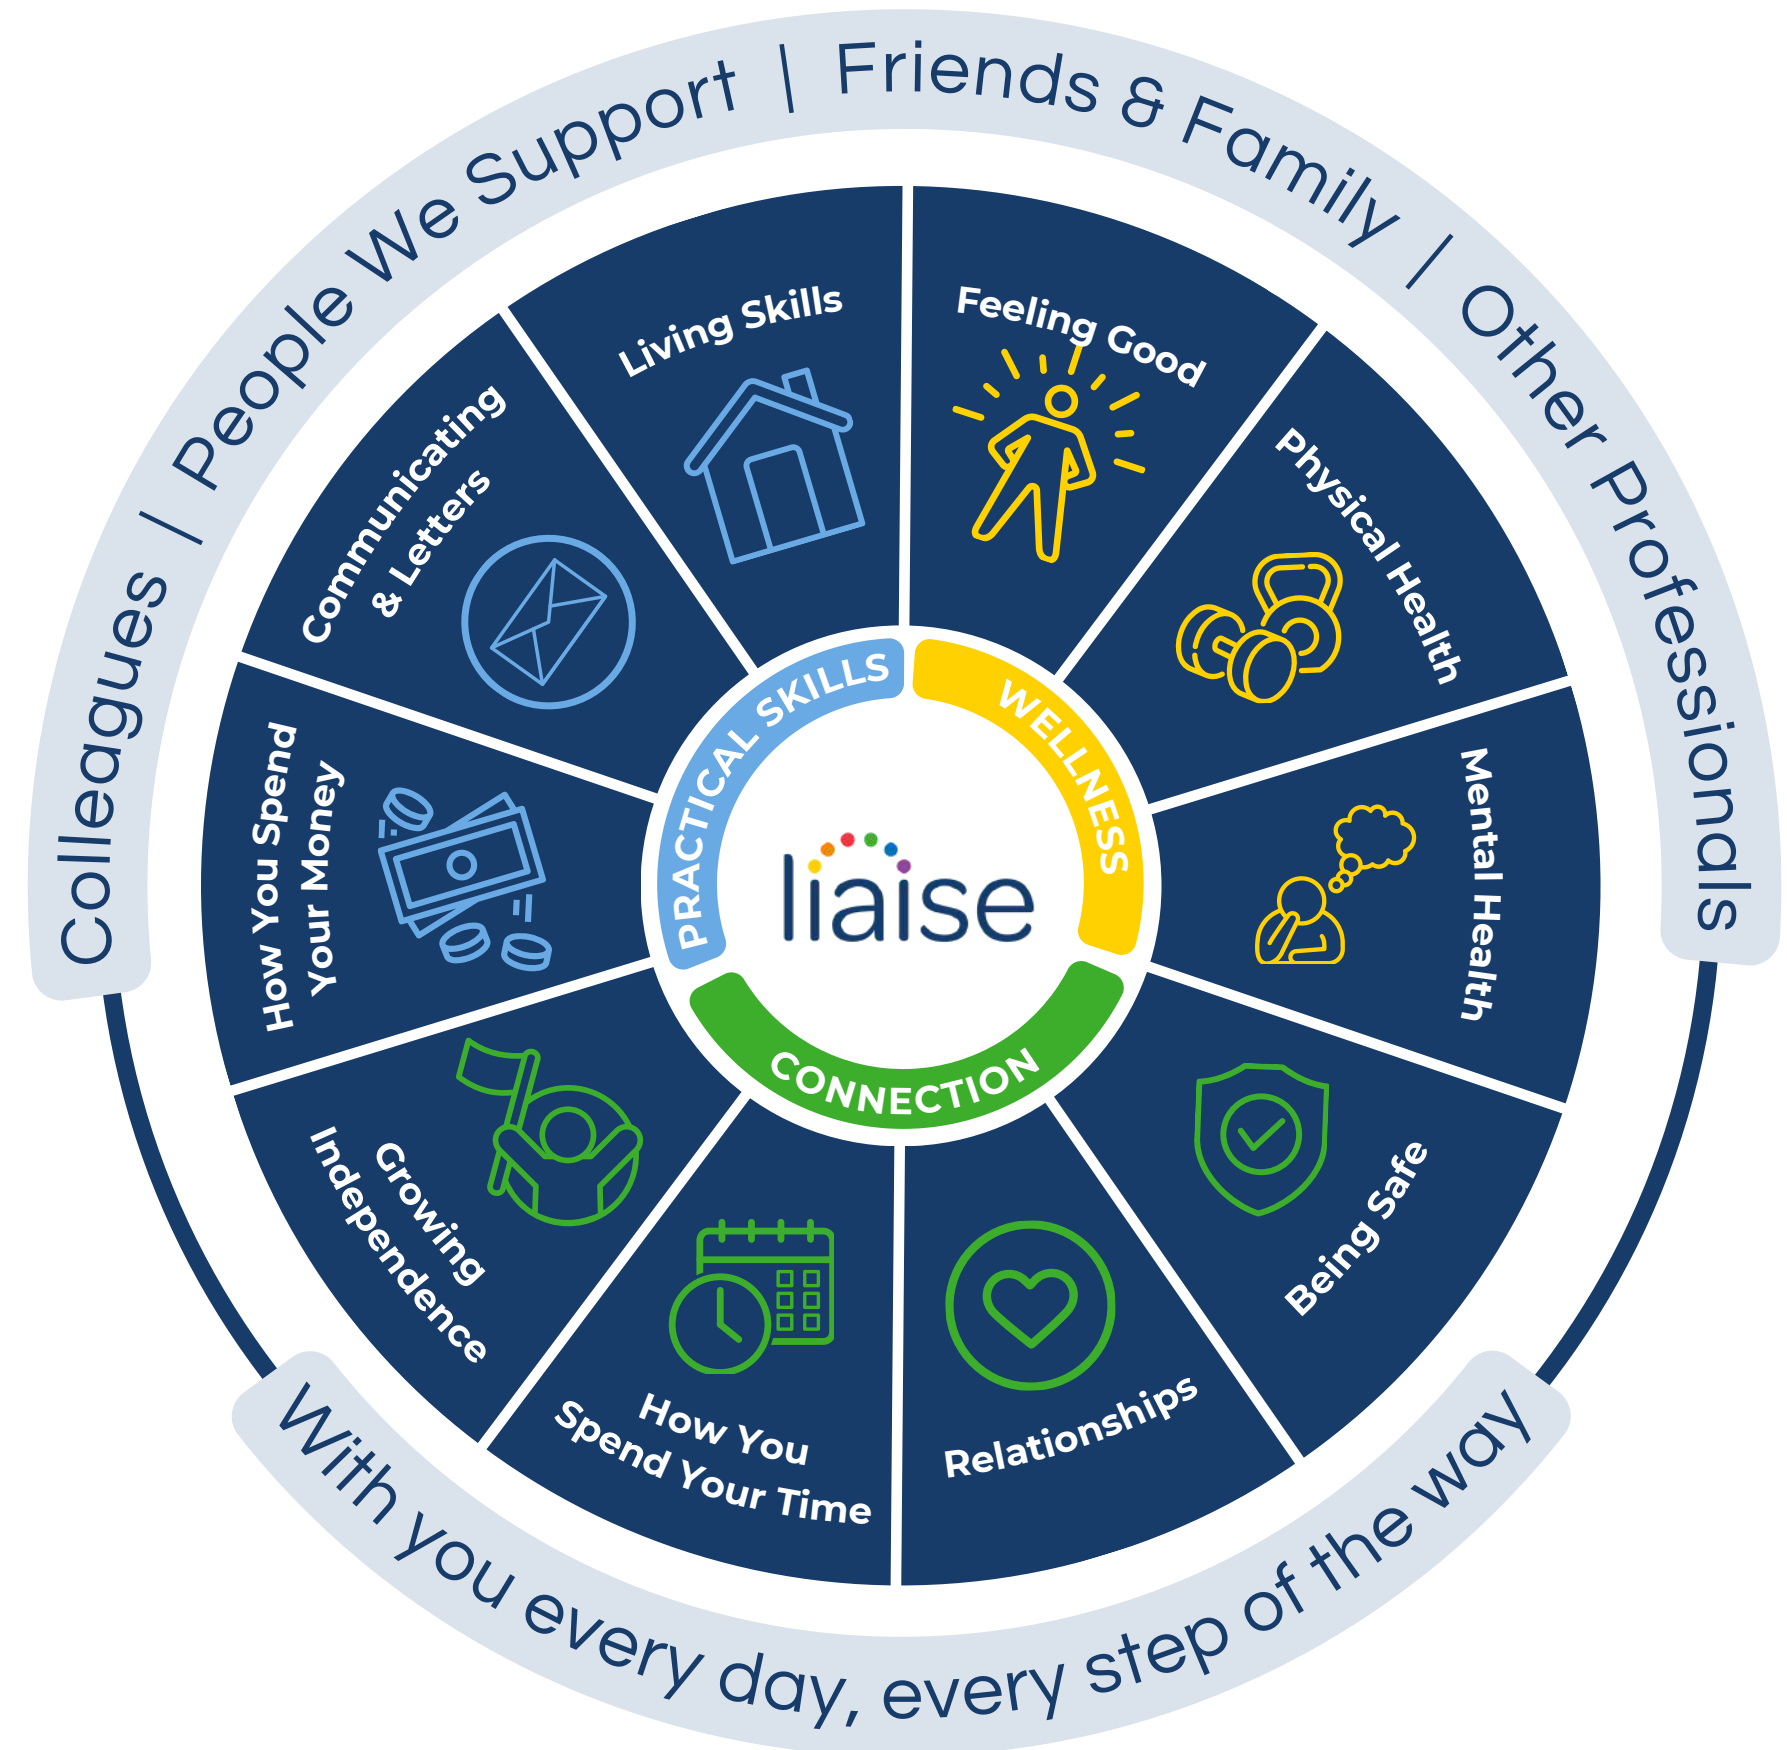 Colleagues | People We Support | Friends & Family | Other Professionals
Living Skills
Feeling Good
Physical Health
Mental Health
Being Safe
Relationships
How You
Spend Your Time
Growing
Independence
How You Spend
Your Money
Communicating
& Letters
PRACTICAL SKILLS
WELLNESS
CONNECTION
liaise
With you every day, every step of the way